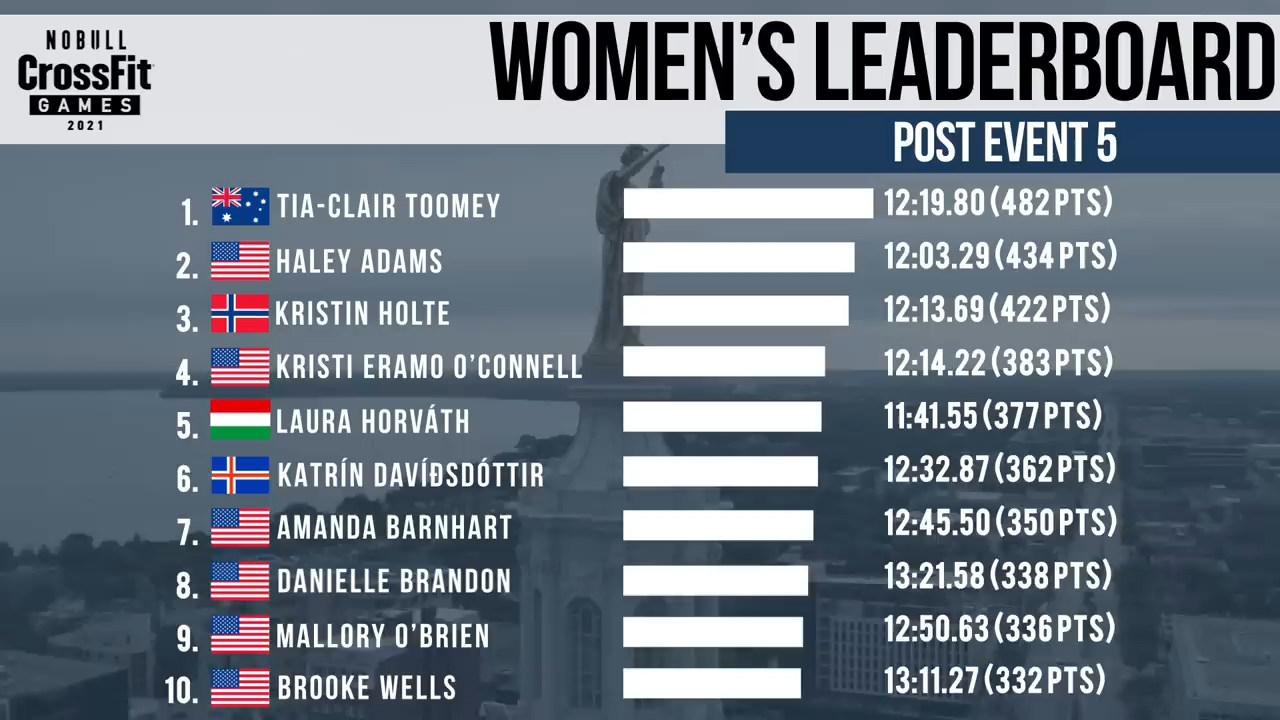 NOBULL
CrossFit
GAMES
2021
WOMEN'S LEADERBOARD
POST EVENT 5
1. TIA-CLAIR TOOMEY 12:19.80 (482 PTS)
2. HALEY ADAMS 12:03.29 (434 PTS)
3. KRISTIN HOLTE 12:13.69 (422 PTS)
4. KRISTI ERAMO O'CONNELL 12:14.22 (383 PTS)
5. LAURA HORVÁTH 11:41.55 (377 PTS)
6. KATRÍN DAVÍÐSDÓTTIR 12:32.87 (362 PTS)
7. AMANDA BARNHART 12:45.50 (350 PTS)
8. DANIELLE BRANDON 13:21.58 (338 PTS)
9. MALLORY O'BRIEN 12:50.63 (336 PTS)
10. BROOKE WELLS 13:11.27 (332 PTS)